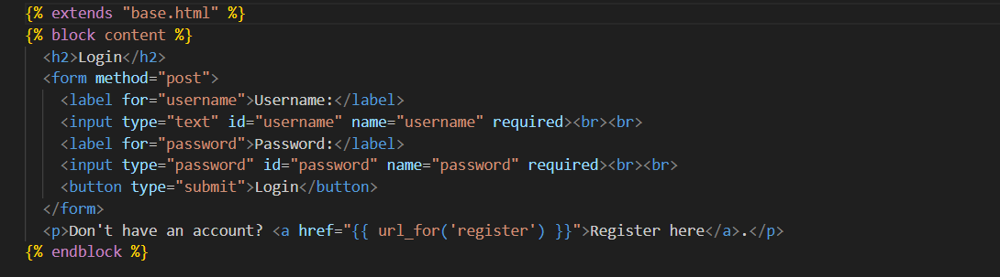 {% extends "base.html" %}
{% block content %}
<h2>Login</h2>
<form method="post">
<label for="username">Username:</label>
<input type="text" id="username" name="username" required><br><br>
<label for="password">Password:</label>
<input type="password" id="password" name="password" required><br><br>
<button type="submit">Login</button>
</form>
<p>Don't have an account? <a href="{{ url_for('register') }}">Register here</a>.</p>
{% endblock %}